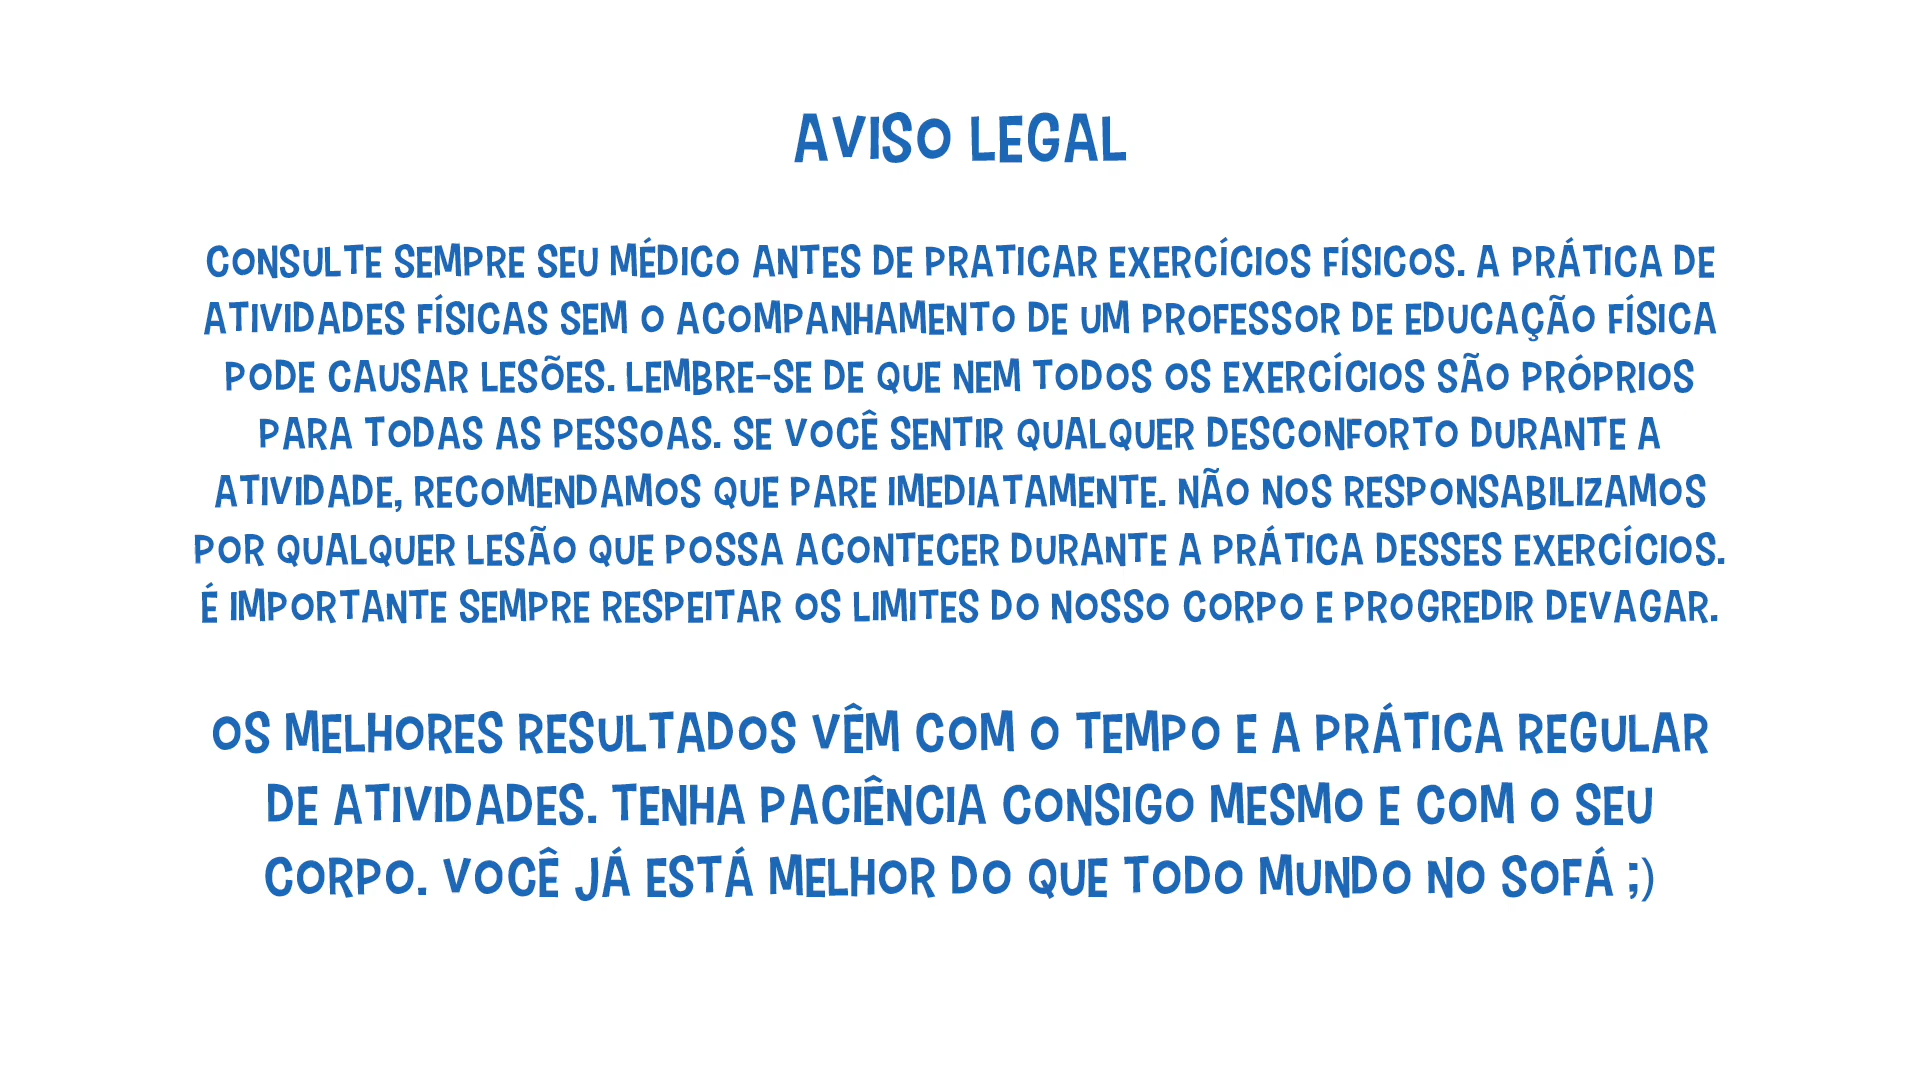 AVISO LEGAL
CONSULTE SEMPRE SEU MÉDICO ANTES DE PRATICAR EXERCÍCIOS FÍSICOS. A PRÁTICA DE
ATIVIDADES FÍSICAS SEM O ACOMPANHAMENTO DE UM PROFESSOR DE EDUCAÇÃO FÍSICA
PODE CAUSAR LESÕES. LEMBRE-SE DE QUE NEM TODOS OS EXERCÍCIOS SÃO PRÓPRIOS
PARA TODAS AS PESSOAS. SE VOCÊ SENTIR QUALQUER DESCONFORTO DURANTE A
ATIVIDADE, RECOMENDAMOS QUE PARE IMEDIATAMENTE. NÃO NOS RESPONSABILIZAMOS
POR QUALQUER LESÃO QUE POSSA ACONTECER DURANTE A PRÁTICA DESSES EXERCÍCIOS.
É IMPORTANTE SEMPRE RESPEITAR OS LIMITES DO NOSSO CORPO E PROGREDIR DEVAGAR.
OS MELHORES RESULTADOS VÊM COM O TEMPO E A PRÁTICA REGULAR
DE ATIVIDADES. TENHA PACIÊNCIA CONSIGO MESMO E COM O SEU
CORPO. VOCÊ JÁ ESTÁ MELHOR DO QUE TODO MUNDO NO SOFÁ ;)